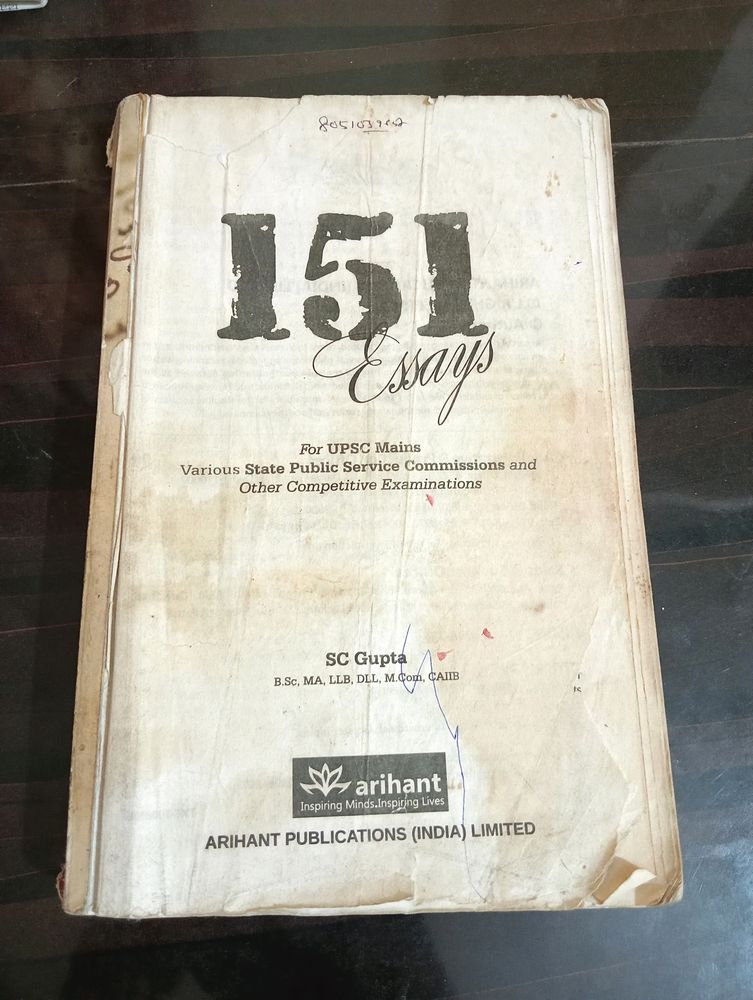 151
Essays
For UPSC Mains
Various State Public Service Commissions and
Other Competitive Examinations
SC Gupta
B.Sc, MA, LLB, DLL, M.Com, CAIIB
arihant
Inspiring Minds.Inspiring Lives
ARIHANT PUBLICATIONS (INDIA) LIMITED